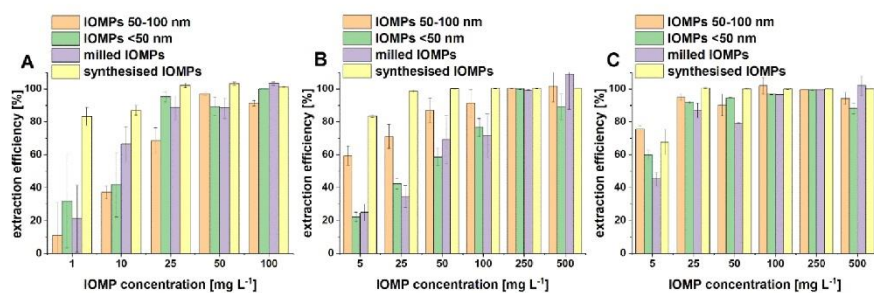 IOMPs 50-100 nm
IOMPs <50 nm
milled IOMPs
synthesised IOMPs
A
extraction efficiency [%]
100
80
60
40
20
0
1 10 25 50 100
IOMP concentration [mg L⁻¹]
IOMPs 50-100 nm
IOMPs <50 nm
milled IOMPs
synthesised IOMPs
B
extraction efficiency [%]
100
80
60
40
20
0
5 25 50 100 250 500
IOMP concentration [mg L⁻¹]
IOMPs 50-100 nm
IOMPs <50 nm
milled IOMPs
synthesised IOMPs
C
extraction efficiency [%]
100
80
60
40
20
0
5 25 50 100 250 500
IOMP concentration [mg L⁻¹]